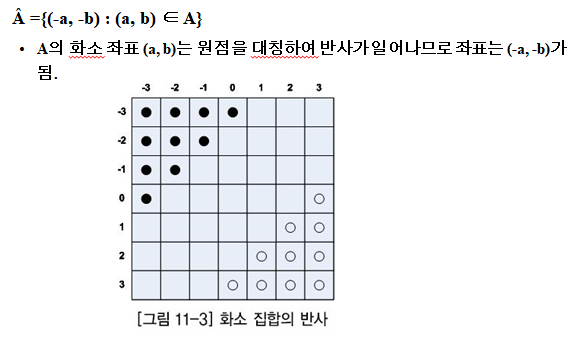 Â ={(-a, -b) : (a, b) ∈ A}
• A의 화소 좌표 (a, b)는 원점을 대칭하여 반사가 일어나므로 좌표는 (-a, -b)가
됨.
-3 -2 -1 0 1 2 3
-3
-2
-1
0
1
2
3
[그림 11-3] 화소 집합의 반사